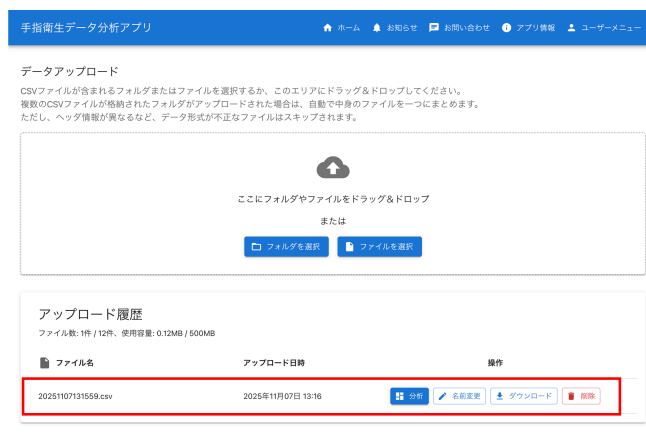 手指衛生データ分析アプリ ホーム お知らせ お問い合わせ アプリ情報 ユーザーメニュー
データアップロード
CSVファイルが含まれるフォルダまたはファイルを選択するか、このエリアにドラッグ＆ドロップしてください。
複数のCSVファイルが格納されたフォルダがアップロードされた場合は、自動で中身のファイルを一つにまとめます。
ただし、ヘッダ情報が異なるなど、データ形式が不正なファイルはスキップされます。
ここにフォルダやファイルをドラッグ＆ドロップ
または
フォルダを選択 ファイルを選択
アップロード履歴
ファイル数: 1件 / 12件、使用容量: 0.12MB / 500MB
ファイル名 アップロード日時 操作
20251107131559.csv 2025年11月07日 13:16 分析 名前変更 ダウンロード 削除